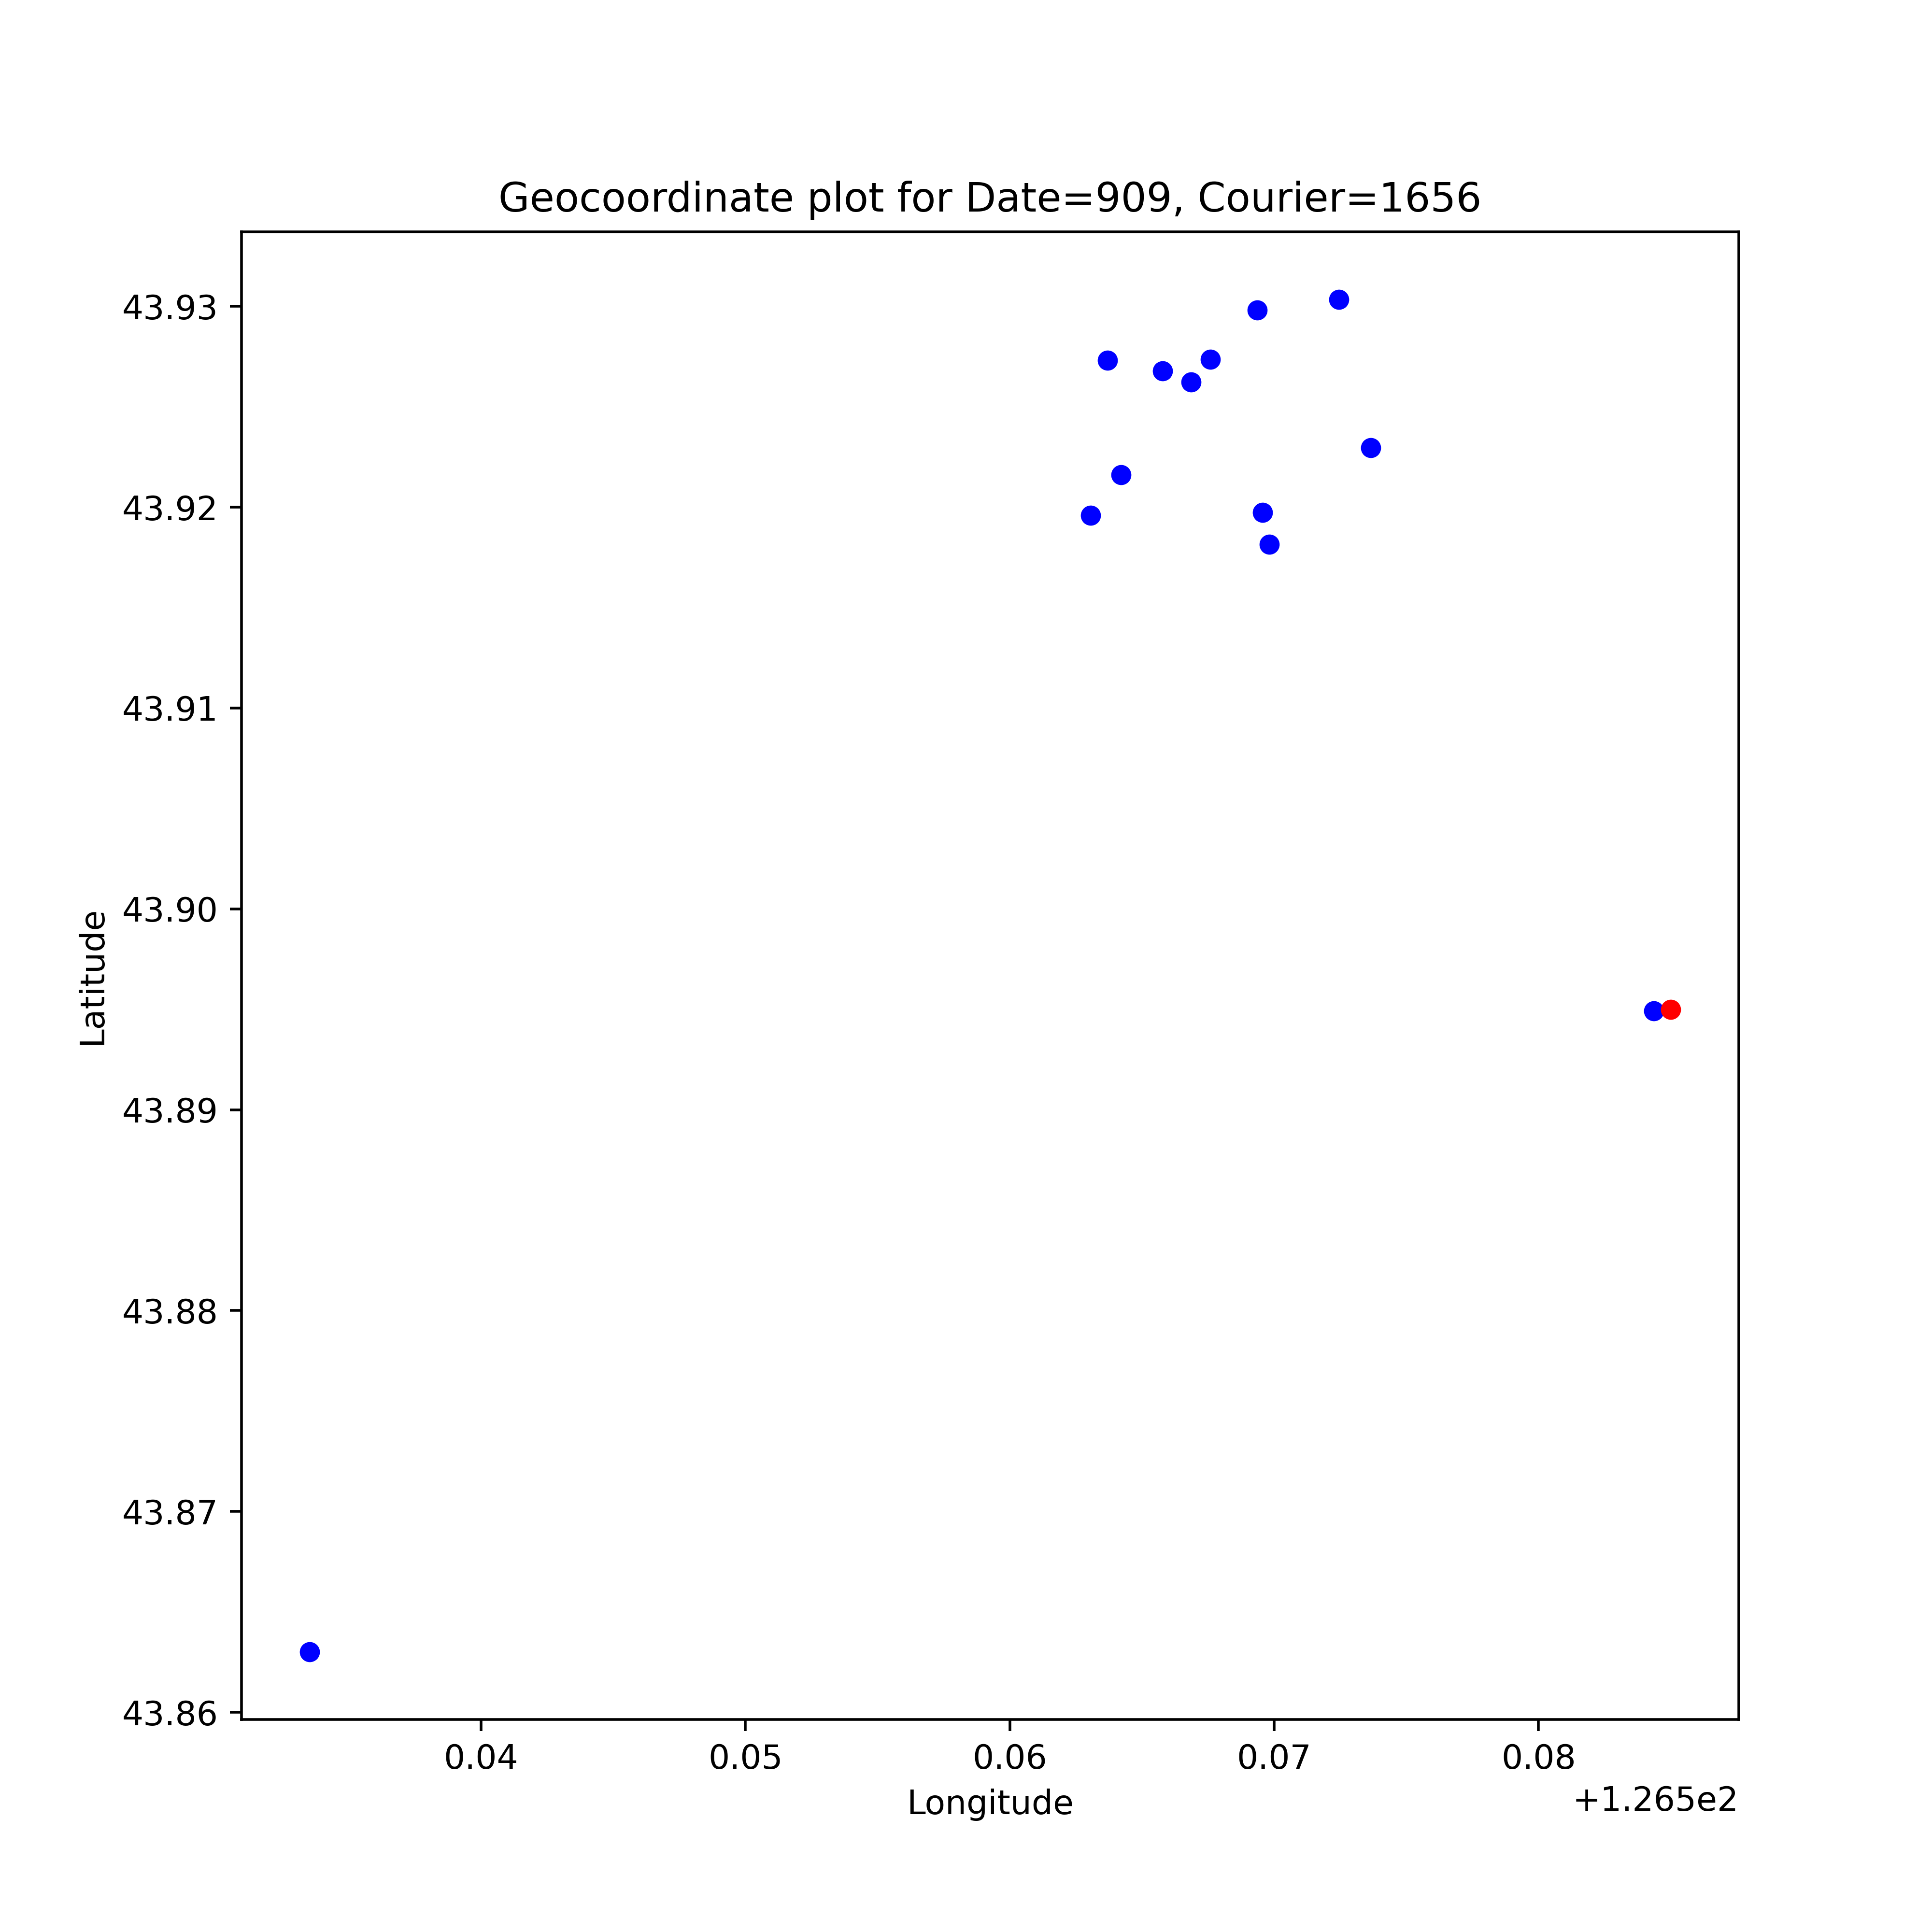 Geocoordinate plot for Date=909, Courier=1656
43.93
43.92
43.91
43.90
43.89
43.88
43.87
43.86
Latitude
0.04 0.05 0.06 0.07 0.08
+1.265e2
Longitude